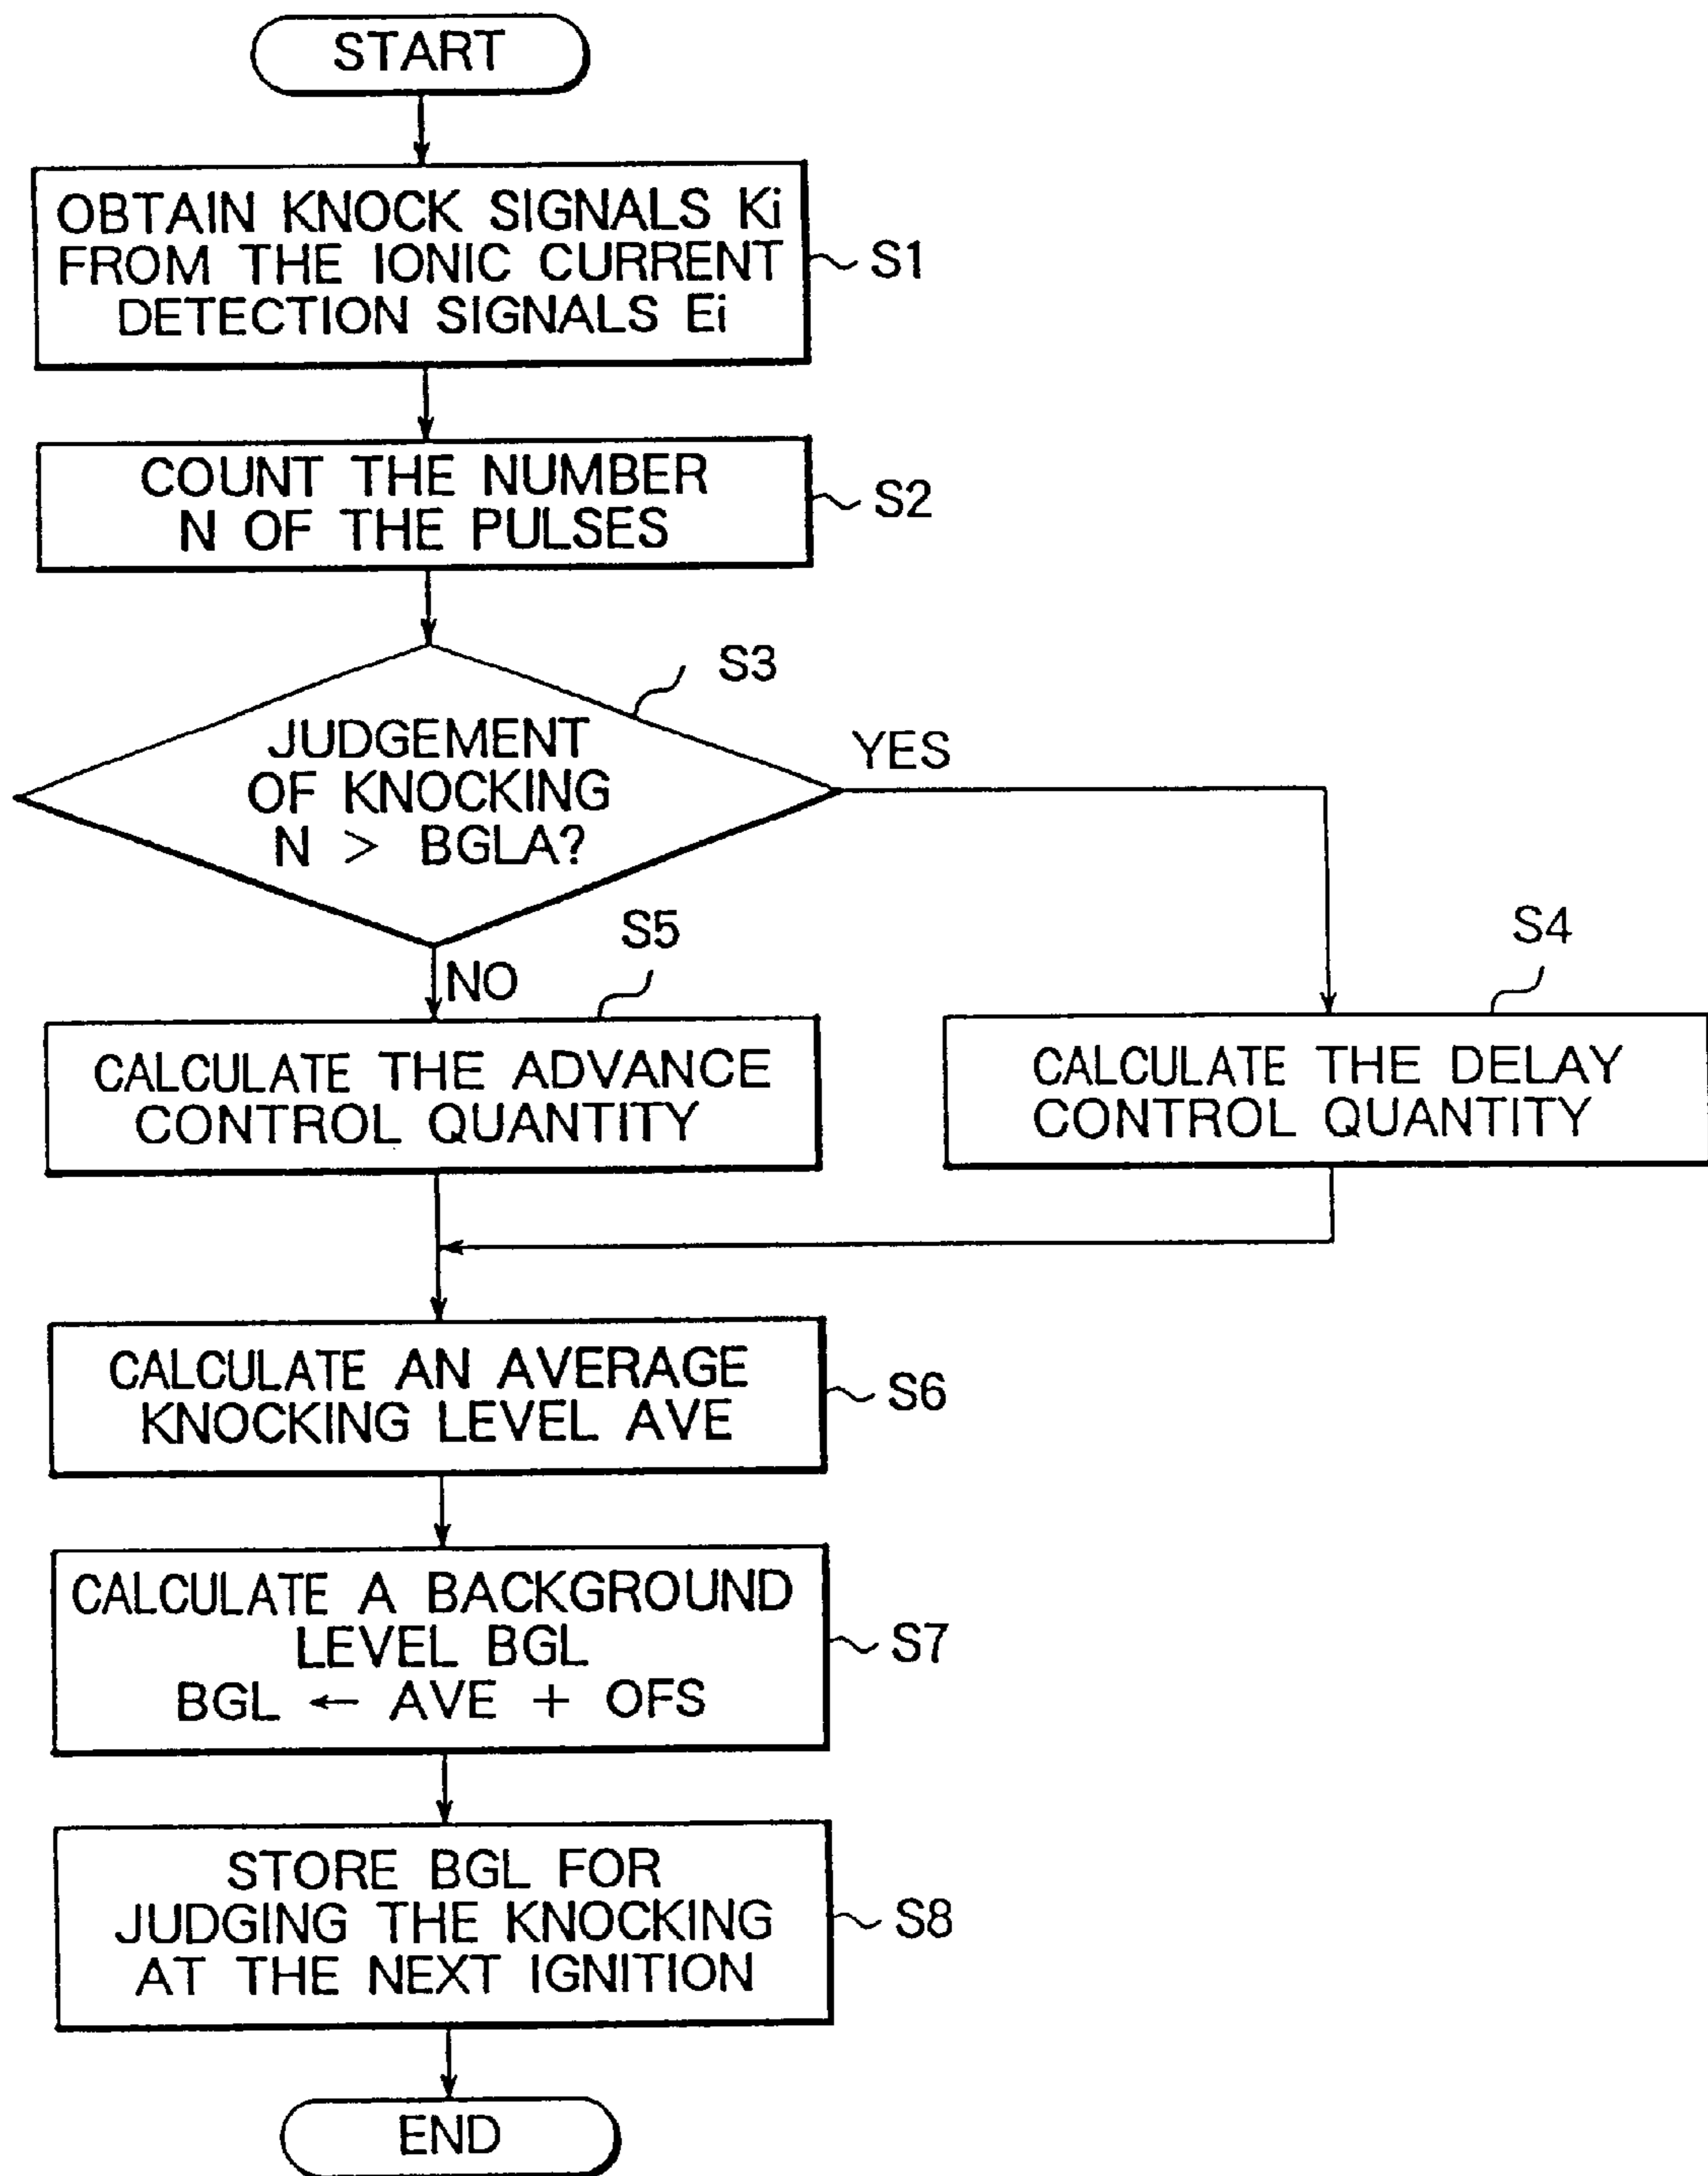 START
OBTAIN KNOCK SIGNALS Ki
FROM THE IONIC CURRENT
DETECTION SIGNALS Ei
S1
COUNT THE NUMBER
N OF THE PULSES
S2
S3
JUDGEMENT
OF KNOCKING
N > BGLA?
YES
NO
S5
CALCULATE THE ADVANCE
CONTROL QUANTITY
S4
CALCULATE THE DELAY
CONTROL QUANTITY
CALCULATE AN AVERAGE
KNOCKING LEVEL AVE
S6
CALCULATE A BACKGROUND
LEVEL BGL
BGL ← AVE + OFS
S7
STORE BGL FOR
JUDGING THE KNOCKING
AT THE NEXT IGNITION
S8
END